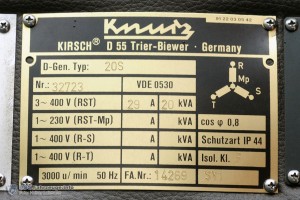 Knurz
KIRSCH® D 55 Trier-Biewer · Germany
D-Gen. Typ: 20S
Nr.: 32723 VDE 0530
3~ 400 V (RST) 29 A 20 kVA
1~ 230 V (RST-Mp) A kVA cos φ 0,8
1~ 400 V (R-S) A kVA Schutzart IP 44
1~ 400 V (R-T) A kVA Isol. Kl.
3000 u/min 50 Hz FA. Nr.: 14269
R
Mp
S
T